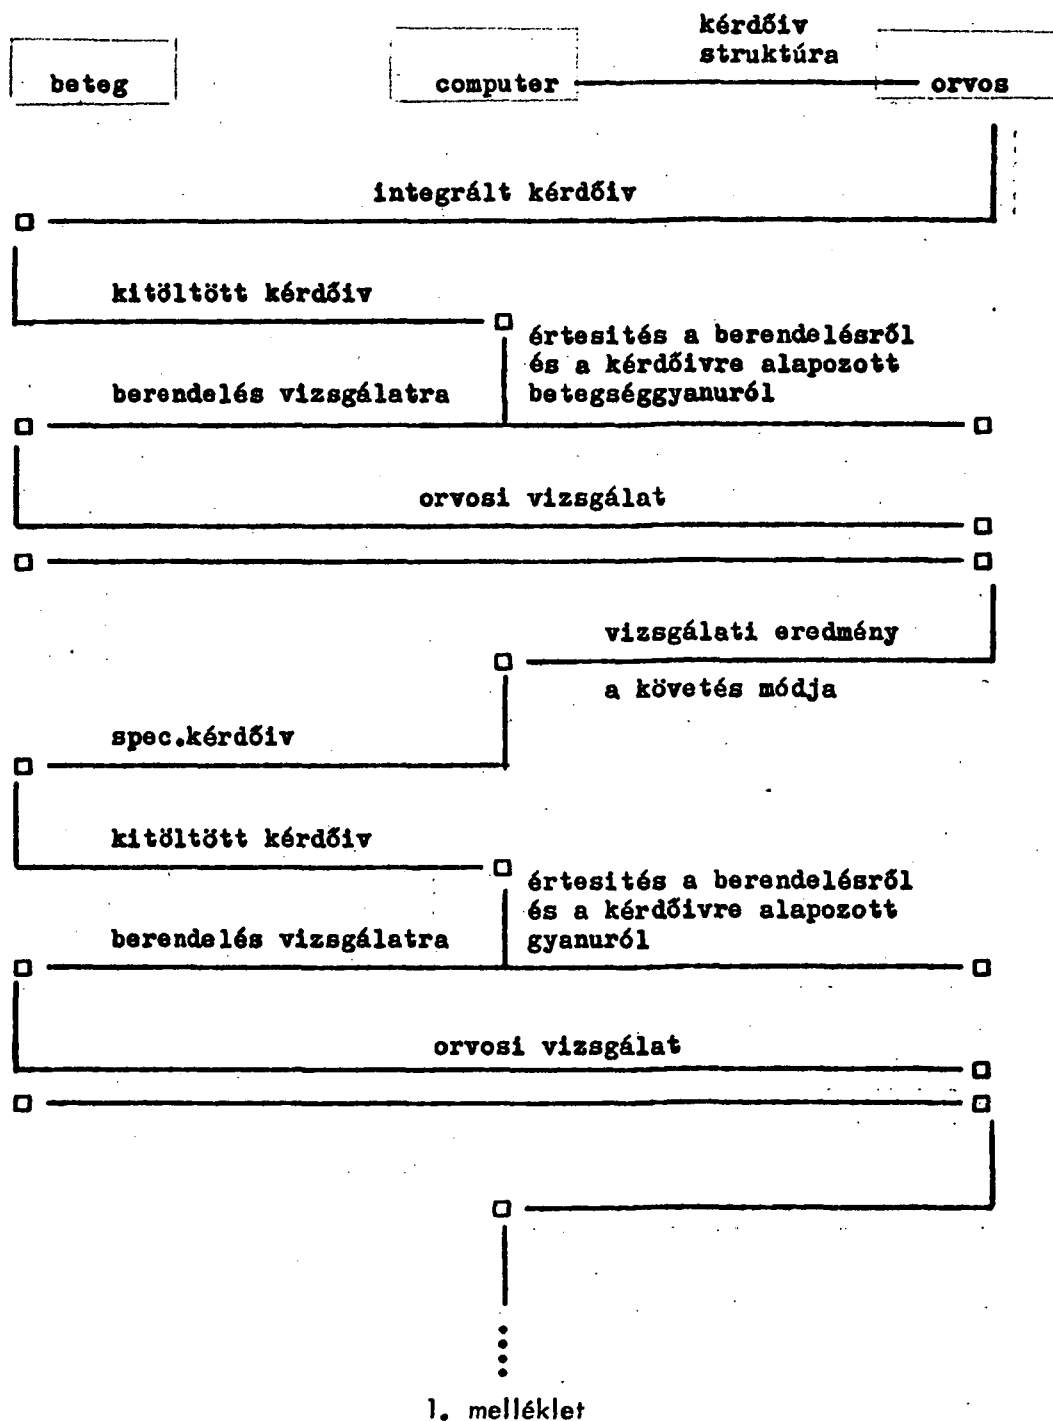 kérdőiv
struktúra
beteg
computer
orvos
integrált kérdőiv
kitöltött kérdőiv
értesités a berendelésről
és a kérdőivre alapozott
betegséggyanuról
berendelés vizsgálatra
orvosi vizsgálat
vizsgálati eredmény
a követés módja
spec.kérdőiv
kitöltött kérdőiv
értesités a berendelésről
és a kérdőivre alapozott
gyanuról
berendelés vizsgálatra
orvosi vizsgálat
1. melléklet